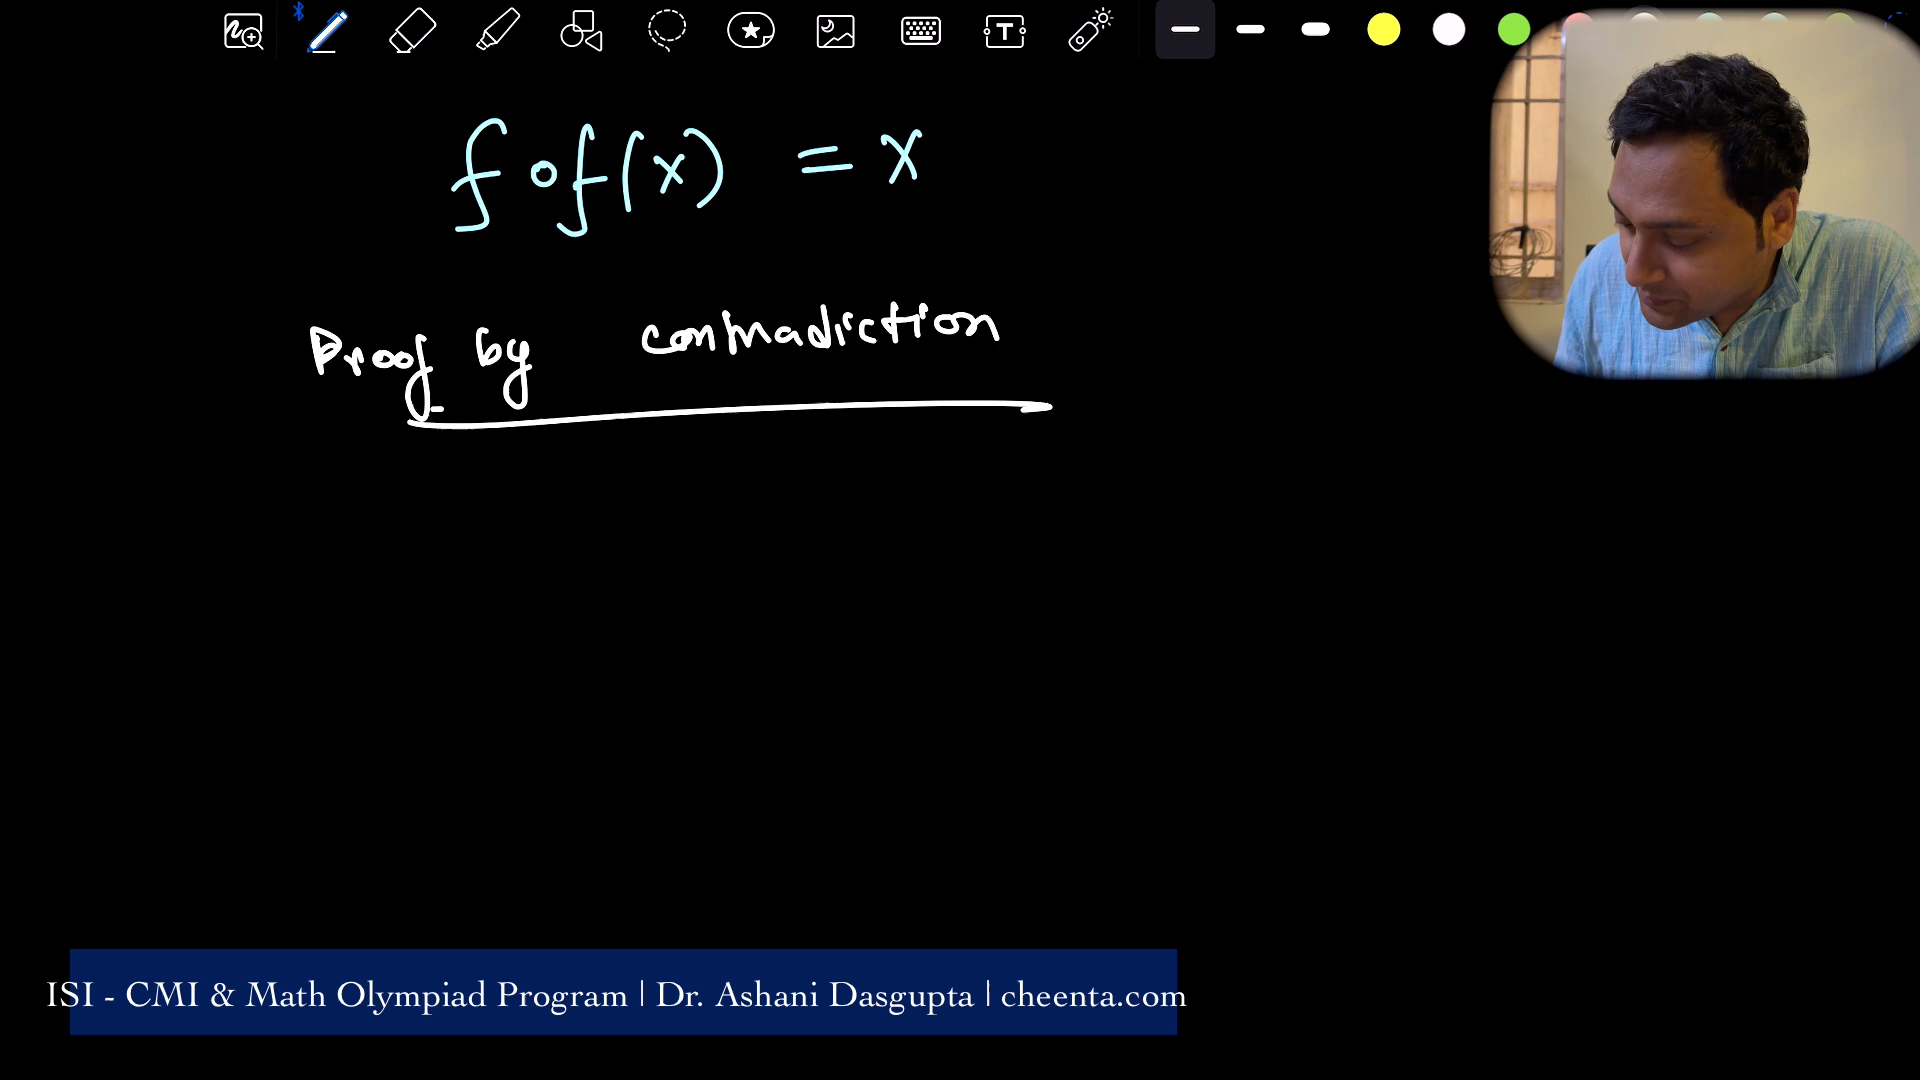 f o f(x) = x
Proof by contradiction
ISI - CMI & Math Olympiad Program | Dr. Ashani Dasgupta | cheenta.com